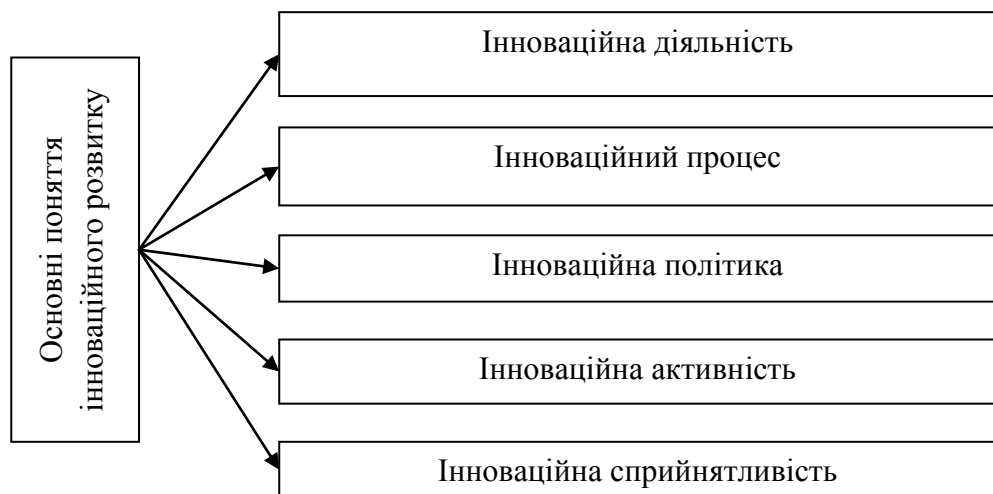 Основні поняття
інноваційного розвитку
Інноваційна діяльність
Інноваційний процес
Інноваційна політика
Інноваційна активність
Інноваційна сприйнятливість